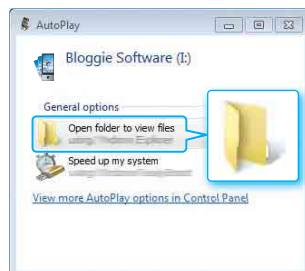 AutoPlay
Bloggie Software (I:)
General options
Open folder to view files
Speed up my system
View more AutoPlay options in Control Panel